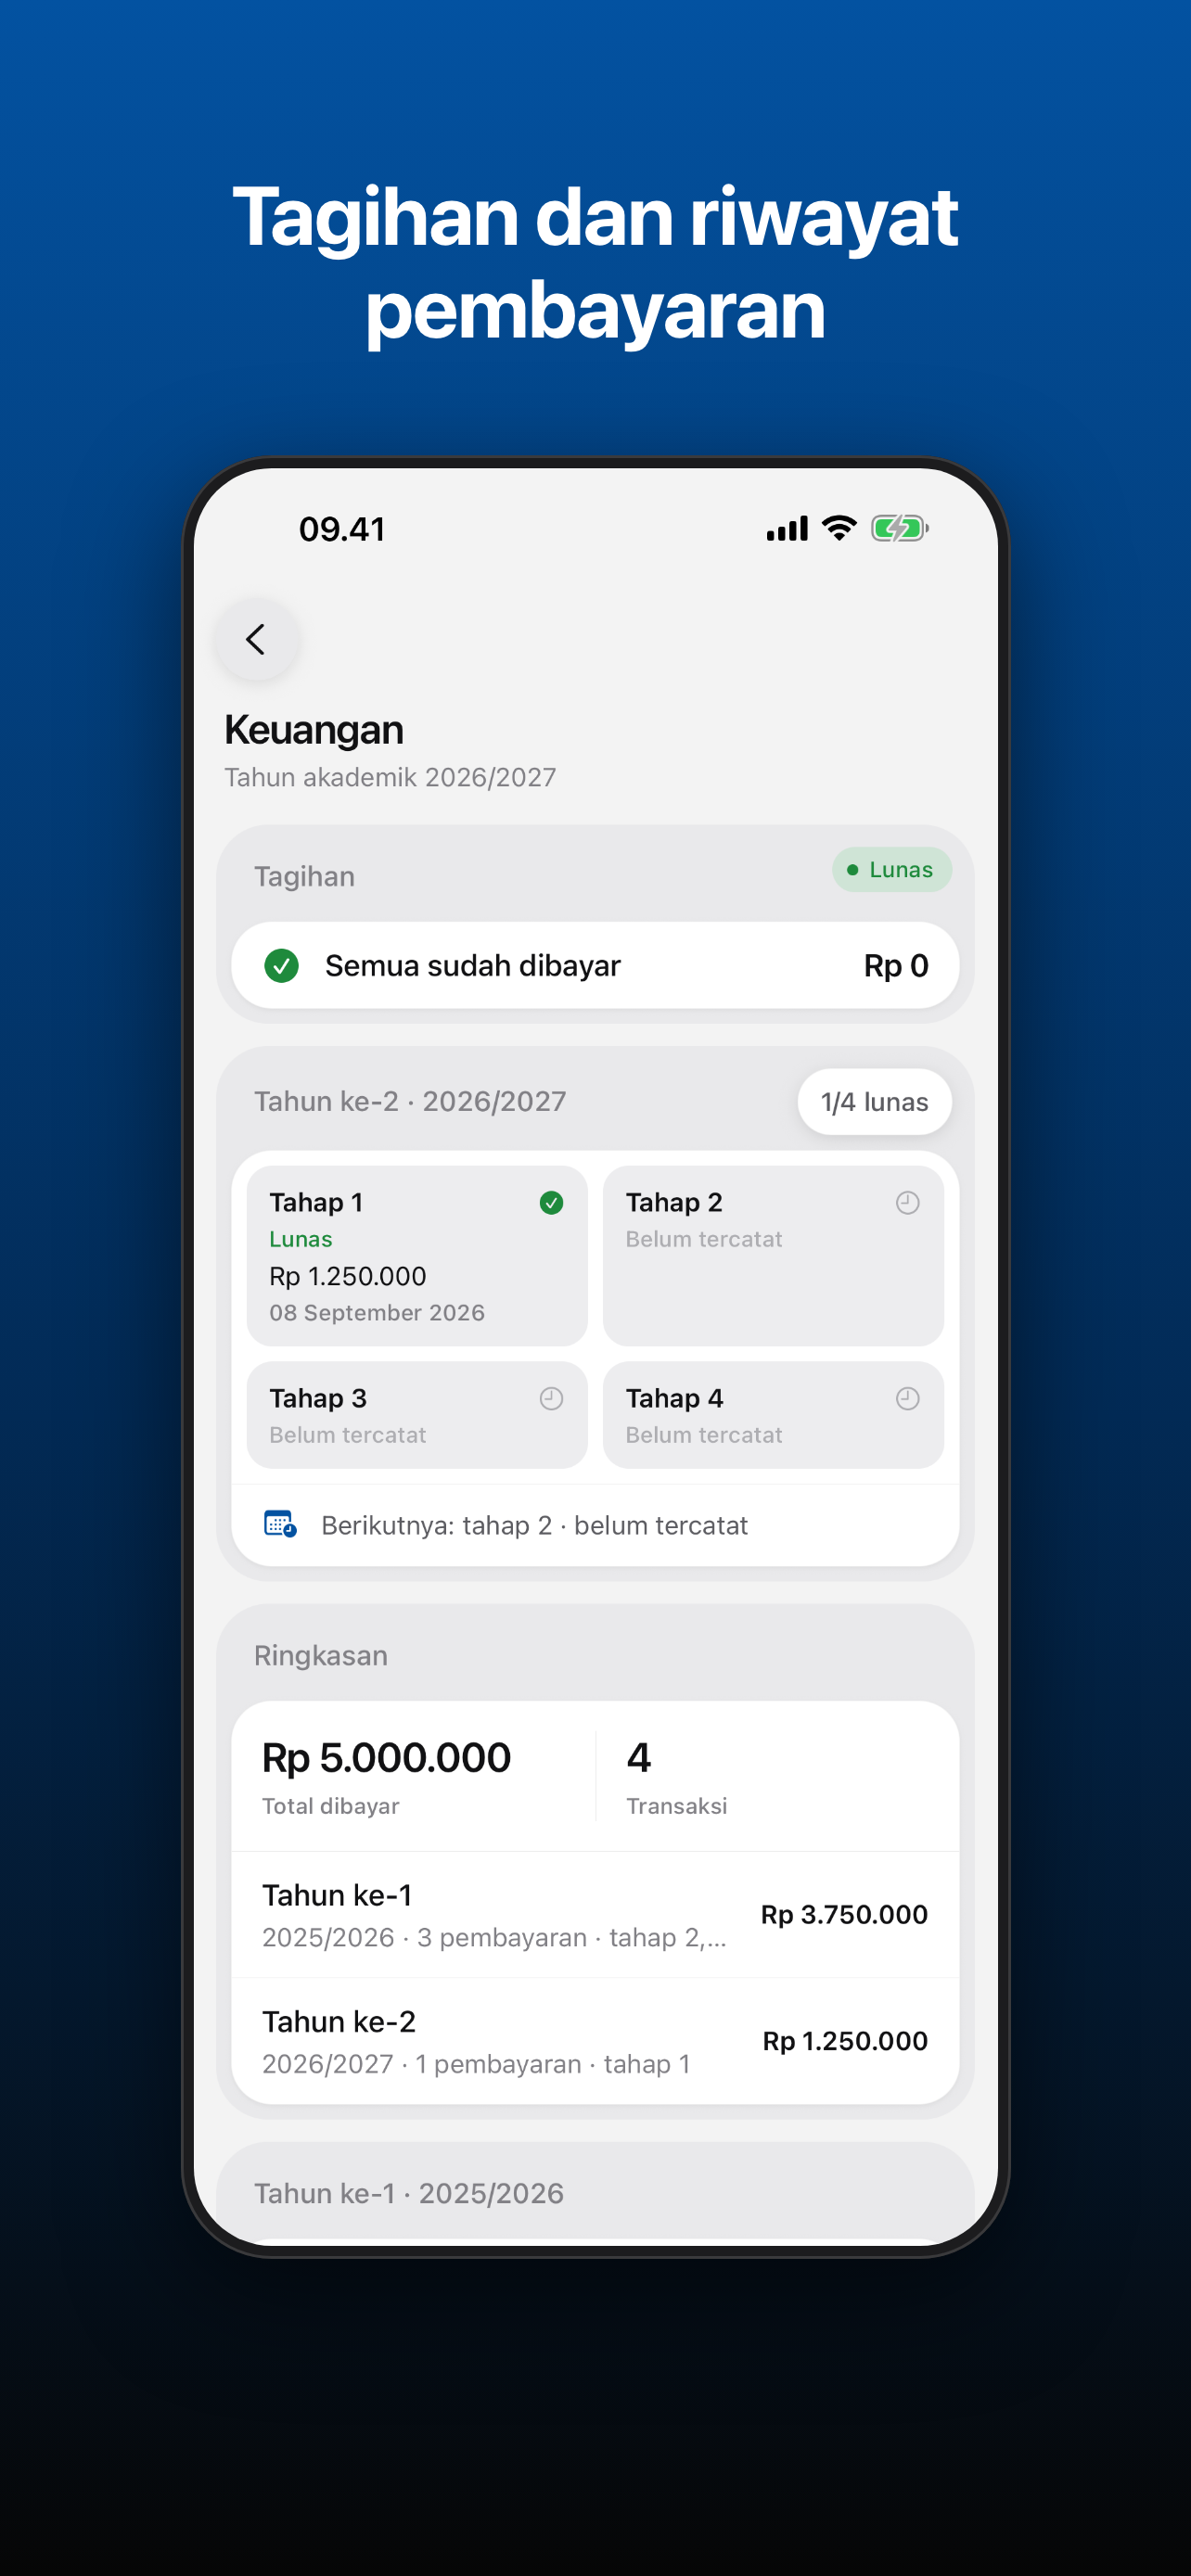 Tagihan dan riwayat
pembayaran
09.41
Keuangan
Tahun akademik 2026/2027
Tagihan
Lunas
Semua sudah dibayar
Rp 0
Tahun ke-2 · 2026/2027
1/4 lunas
Tahap 1
Lunas
Rp 1.250.000
08 September 2026
Tahap 2
Belum tercatat
Tahap 3
Belum tercatat
Tahap 4
Belum tercatat
Berikutnya: tahap 2 · belum tercatat
Ringkasan
Rp 5.000.000
Total dibayar
4
Transaksi
Tahun ke-1
2025/2026 · 3 pembayaran · tahap 2,...
Rp 3.750.000
Tahun ke-2
2026/2027 · 1 pembayaran · tahap 1
Rp 1.250.000
Tahun ke-1 · 2025/2026